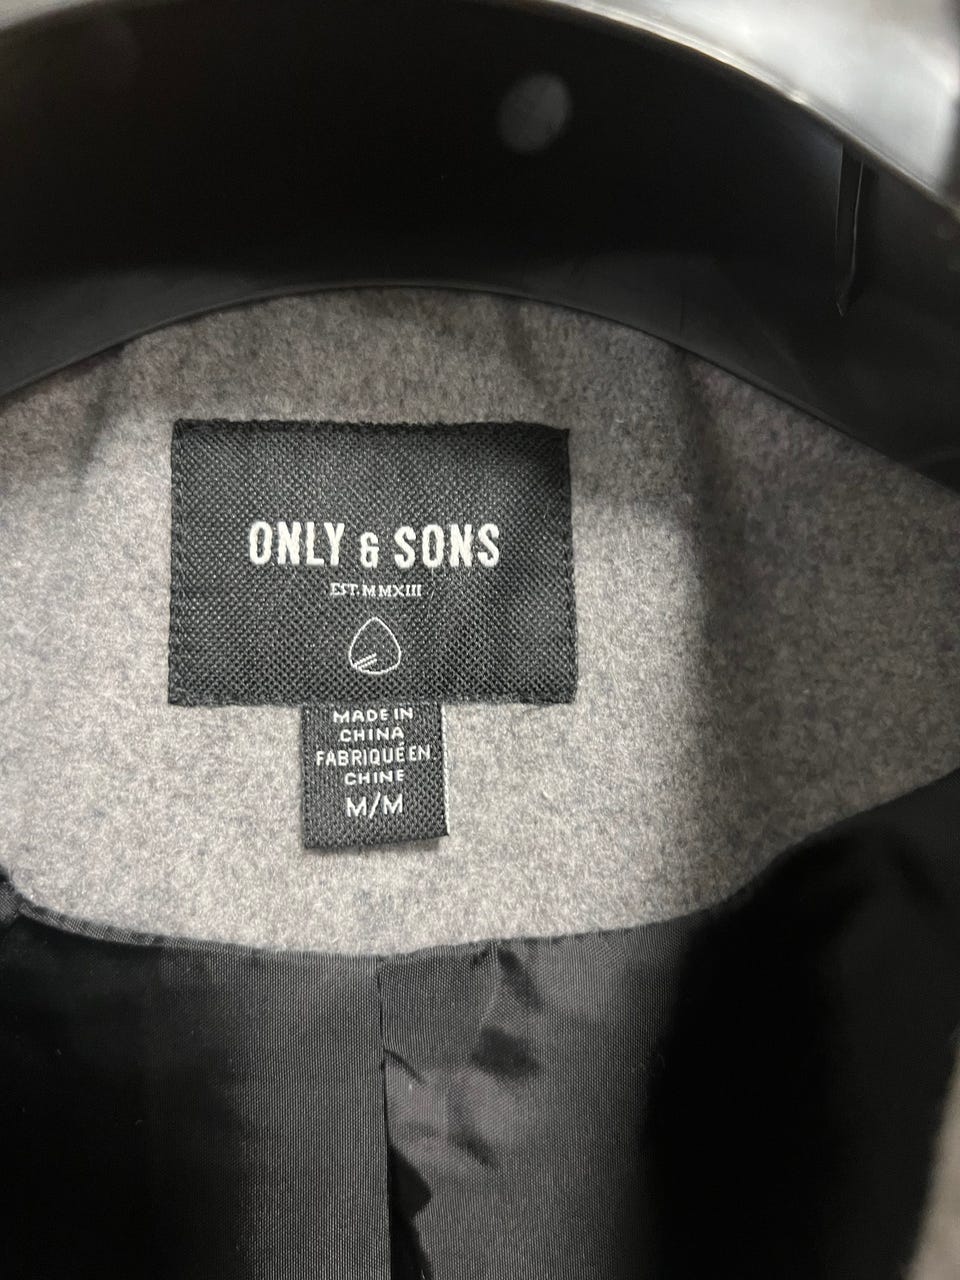 ONLY & SONS
EST. MMXIII
MADE IN
CHINA
FABRIQUÉ EN
CHINE
M/M